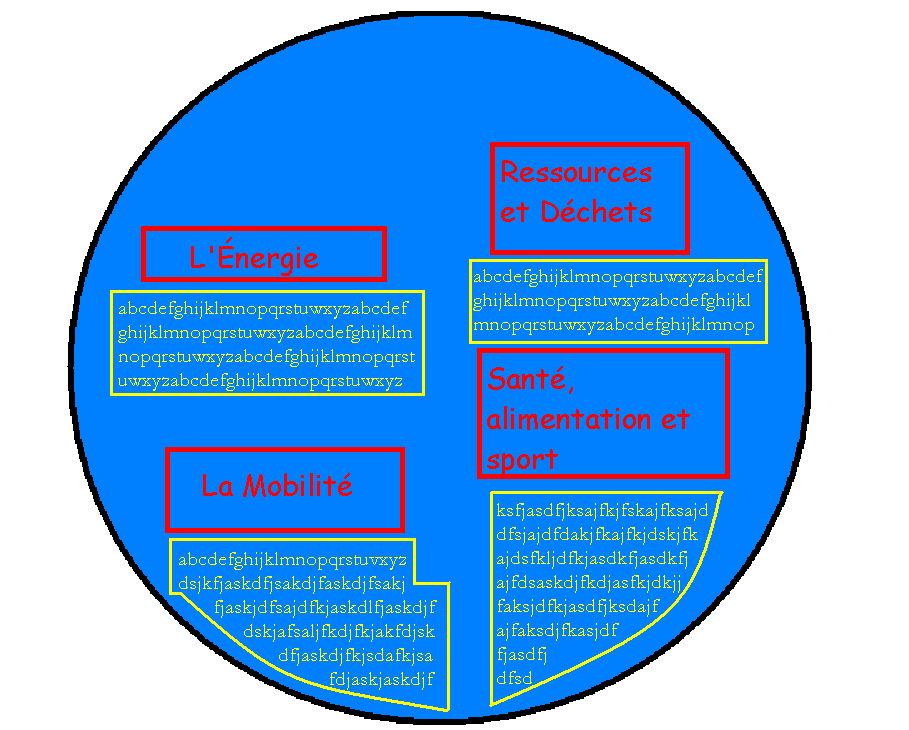 L'Énergie
abcdefghijklmnopqrstuwxyzabcdef
ghijklmnopqrstuwxyzabcdefghijklm
nopqrstuwxyzabcdefghijklmnopqrst
uwxyzabcdefghijklmnopqrstuwxyz
La Mobilité
abcdefghijklmnopqrstuvxyz
dsjkfjaskdfjsakdjfaskdjfsakj
fjaskjdfsajdfkjaskdlfjaskdjf
dskjafsaljfkdjfkjakfdjsk
dfjaskdjfkjsdafkjsa
fdjaskjaskdjf
Ressources
et Déchets
abcdefghijklmnopqrstuwxyzabcdef
ghijklmnopqrstuwxyzabcdefghijkl
mnopqrstuwxyzabcdefghijklmnop
Santé,
alimentation et
sport
ksfjasdfjksajfkjfskajfksajd
dfsjajdfdakjfkajfkjdskjfk
ajdsfkljdfkjasdkfjasdkfj
ajfdsaskdjfkdjasfkjdkjj
faksjdfkjasdfjksdajf
ajfaksdjfkasjdf
fjasdfj
dfsd